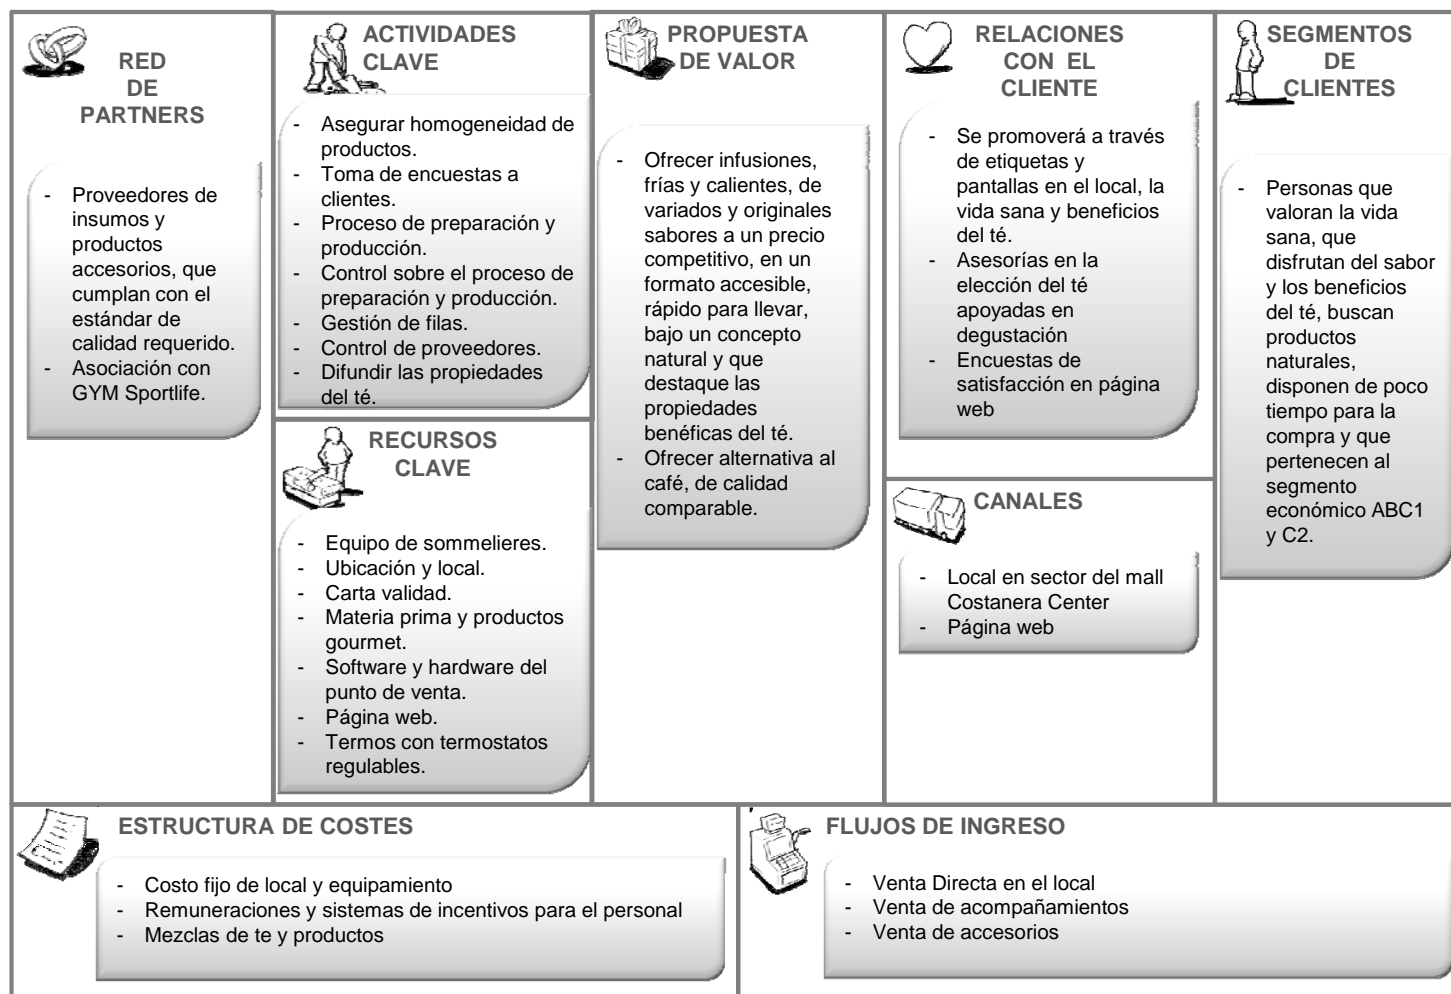 RED
DE
PARTNERS
- Proveedores de
insumos y
productos
accesorios, que
cumplan con el
estándar de
calidad requerido.
- Asociación con
GYM Sportlife.
ACTIVIDADES
CLAVE
- Asegurar homogeneidad de
productos.
- Toma de encuestas a
clientes.
- Proceso de preparación y
producción.
- Control sobre el proceso de
preparación y producción.
- Gestión de filas.
- Control de proveedores.
- Difundir las propiedades
del té.
RECURSOS
CLAVE
- Equipo de sommelieres.
- Ubicación y local.
- Carta validad.
- Materia prima y productos
gourmet.
- Software y hardware del
punto de venta.
- Página web.
- Termos con termostatos
regulables.
PROPUESTA
DE VALOR
- Ofrecer infusiones,
frías y calientes, de
variados y originales
sabores a un precio
competitivo, en un
formato accesible,
rápido para llevar,
bajo un concepto
natural y que
destaque las
propiedades
benéficas del té.
- Ofrecer alternativa al
café, de calidad
comparable.
RELACIONES
CON EL
CLIENTE
- Se promoverá a través
de etiquetas y
pantallas en el local, la
vida sana y beneficios
del té.
- Asesorías en la
elección del té
apoyadas en
degustación
- Encuestas de
satisfacción en página
web
CANALES
- Local en sector del mall
Costanera Center
- Página web
SEGMENTOS
DE
CLIENTES
- Personas que
valoran la vida
sana, que
disfrutan del sabor
y los beneficios
del té, buscan
productos
naturales,
disponen de poco
tiempo para la
compra y que
pertenecen al
segmento
económico ABC1
y C2.
ESTRUCTURA DE COSTES
- Costo fijo de local y equipamiento
- Remuneraciones y sistemas de incentivos para el personal
- Mezclas de te y productos
FLUJOS DE INGRESO
- Venta Directa en el local
- Venta de acompañamientos
- Venta de accesorios